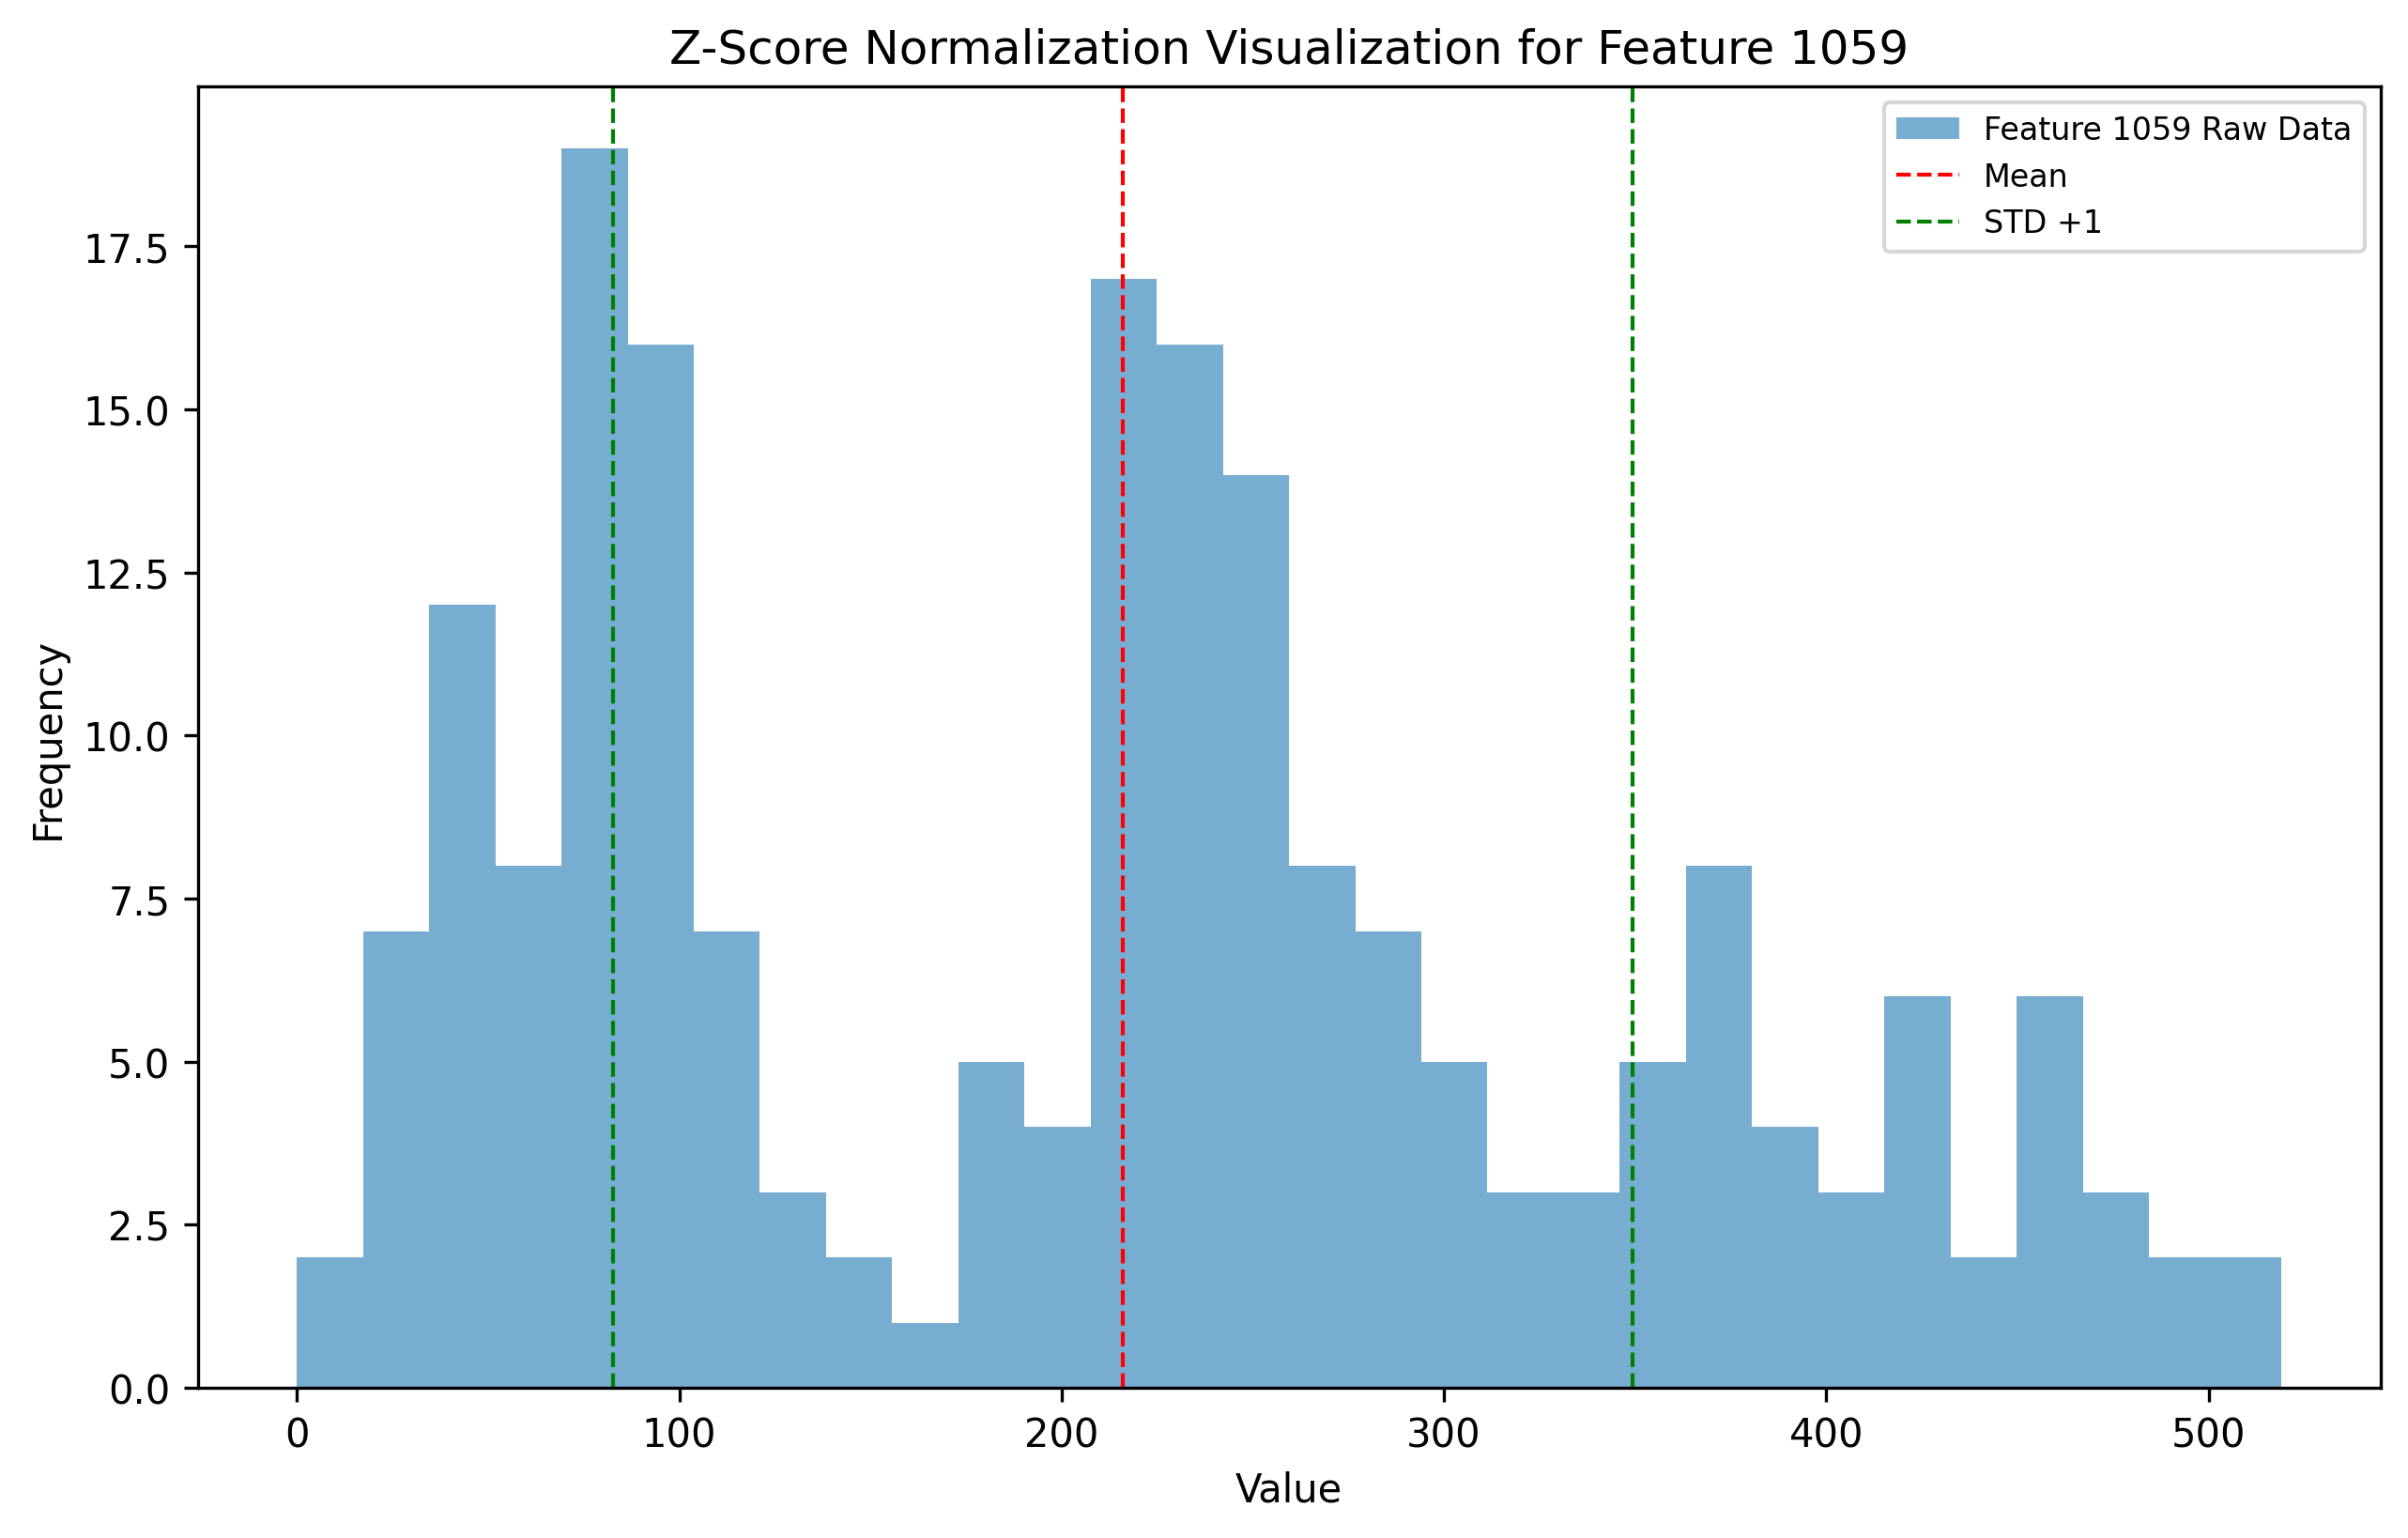 Z-Score Normalization Visualization for Feature 1059
Feature 1059 Raw Data
Mean
STD +1
17.5
15.0
12.5
10.0
7.5
5.0
2.5
0.0
Frequency
0 100 200 300 400 500
Value